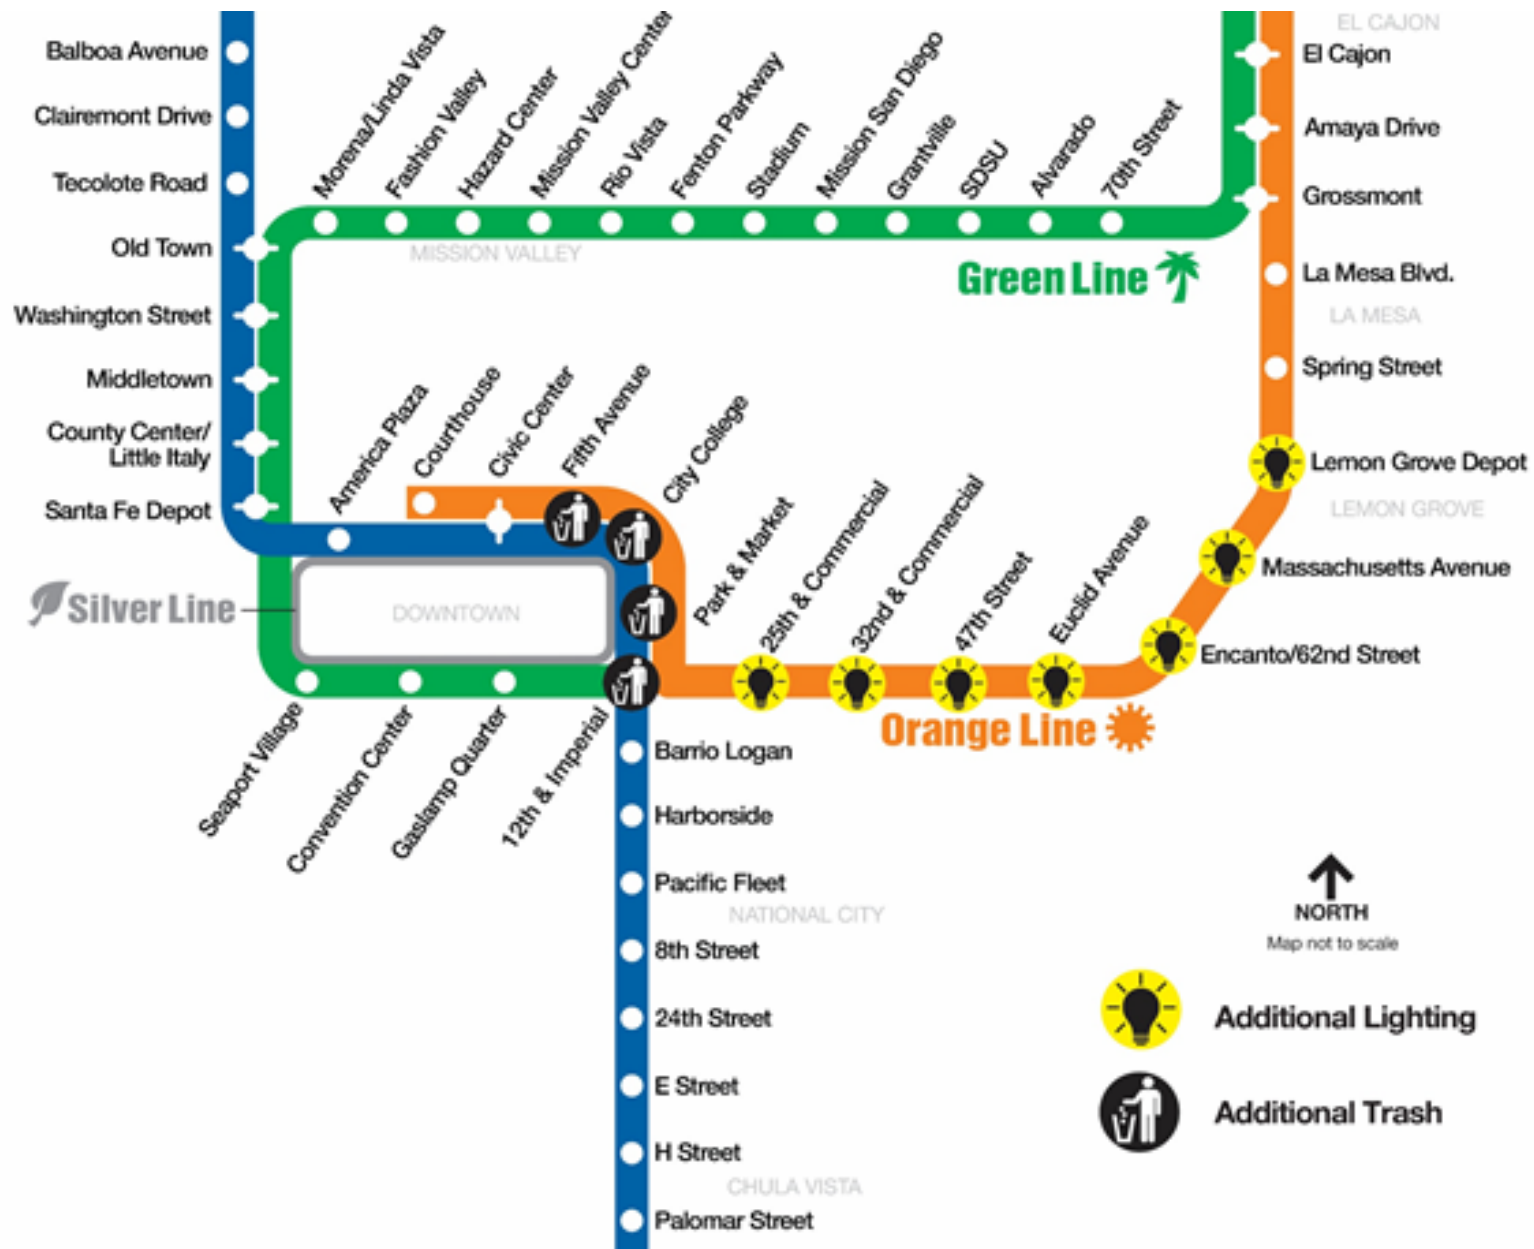 Balboa Avenue
Clairemont Drive
Tecolote Road
Old Town
Washington Street
Middletown
County Center/
Little Italy
Santa Fe Depot
Morena/Linda Vista
Fashion Valley
Hazard Center
Mission Valley Center
Rio Vista
Fenton Parkway
Stadium
Mission San Diego
Grantville
SDSU
Alvarado
70th Street
MISSION VALLEY
Green Line
EL CAJON
El Cajon
Amaya Drive
Grossmont
La Mesa Blvd.
LA MESA
Spring Street
Lemon Grove Depot
LEMON GROVE
Massachusetts Avenue
Encanto/62nd Street
America Plaza
Courthouse
Civic Center
Fifth Avenue
City College
Park & Market
25th & Commercial
32nd & Commercial
47th Street
Euclid Avenue
Orange Line
Silver Line
DOWNTOWN
Seaport Village
Convention Center
Gaslamp Quarter
12th & Imperial
Barrio Logan
Harborside
Pacific Fleet
NATIONAL CITY
8th Street
24th Street
E Street
H Street
CHULA VISTA
Palomar Street
NORTH
Map not to scale
Additional Lighting
Additional Trash